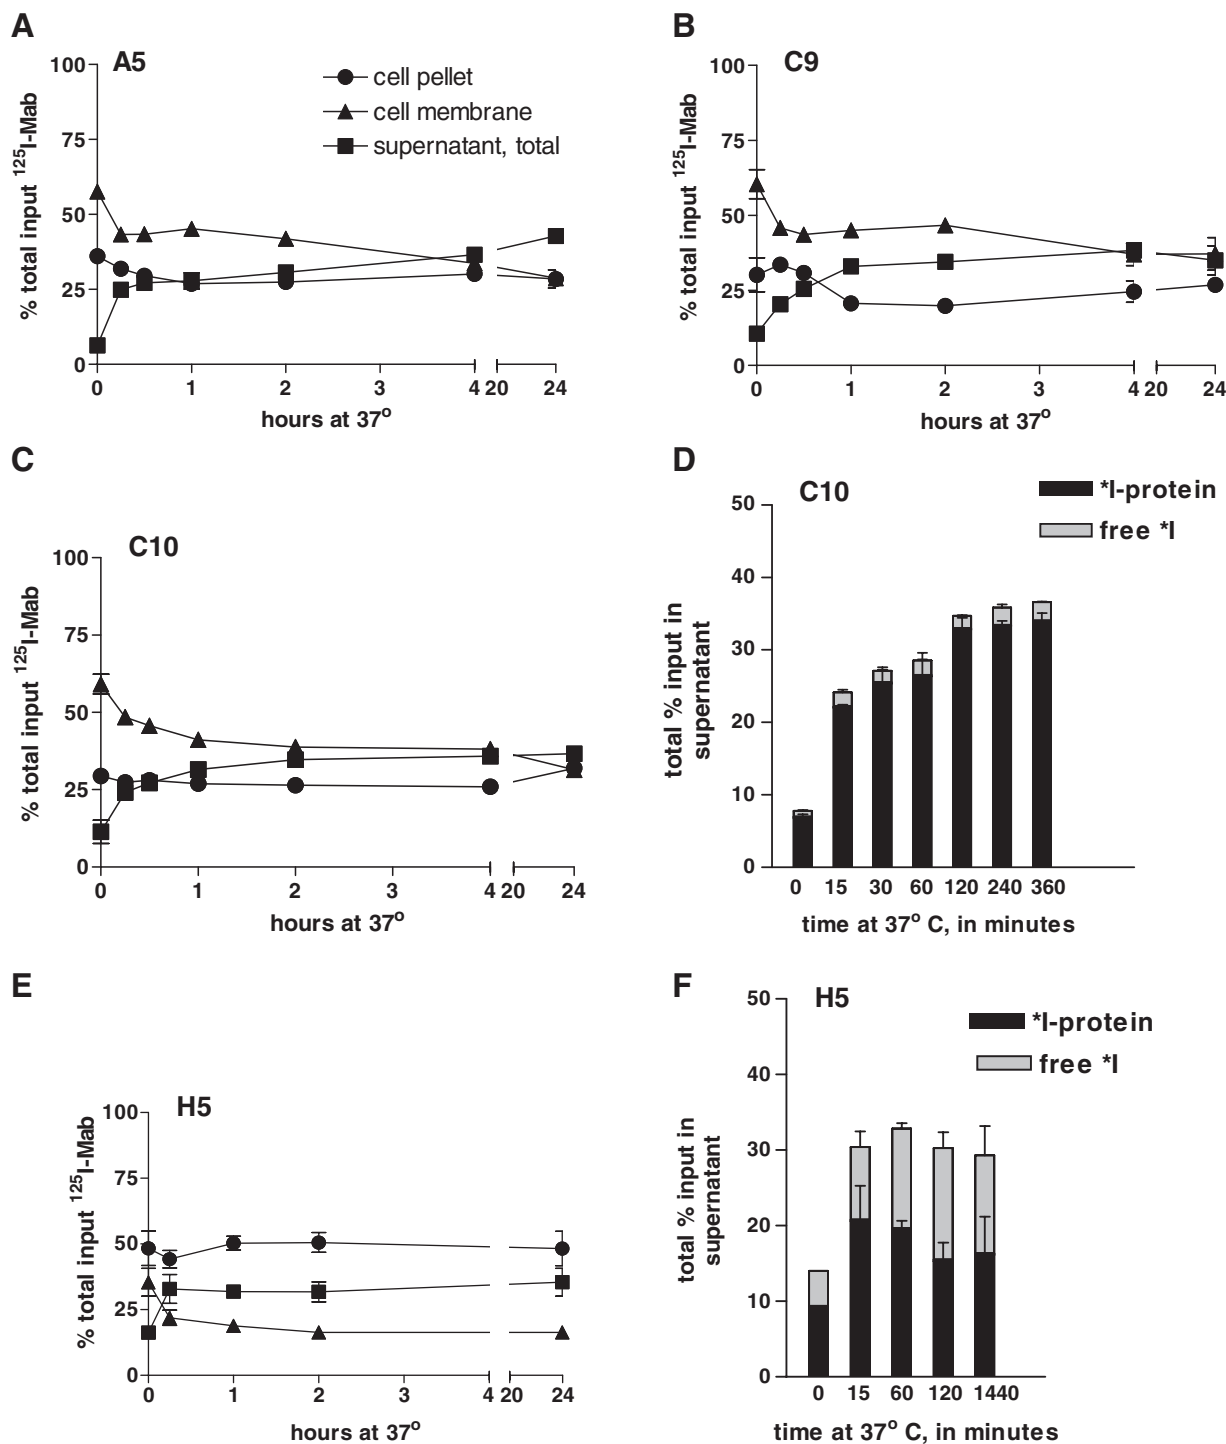 A
A5
cell pellet
cell membrane
supernatant, total
100
75
50
25
0
% total input ¹²⁵I-Mab
0 1 2 3 4 20 24
hours at 37°
B
C9
100
75
50
25
0
% total input ¹²⁵I-Mab
0 1 2 3 4 20 24
hours at 37°
C
C10
100
75
50
25
0
% total input ¹²⁵I-Mab
0 1 2 3 4 20 24
hours at 37°
D
C10
*I-protein
free *I
50
40
30
20
10
0
total % input in
supernatant
0 15 30 60 120 240 360
time at 37° C, in minutes
E
H5
100
75
50
25
0
% total input ¹²⁵I-Mab
0 1 2 3 4 20 24
hours at 37°
F
H5
*I-protein
free *I
50
40
30
20
10
0
total % input in
supernatant
0 15 60 120 1440
time at 37° C, in minutes